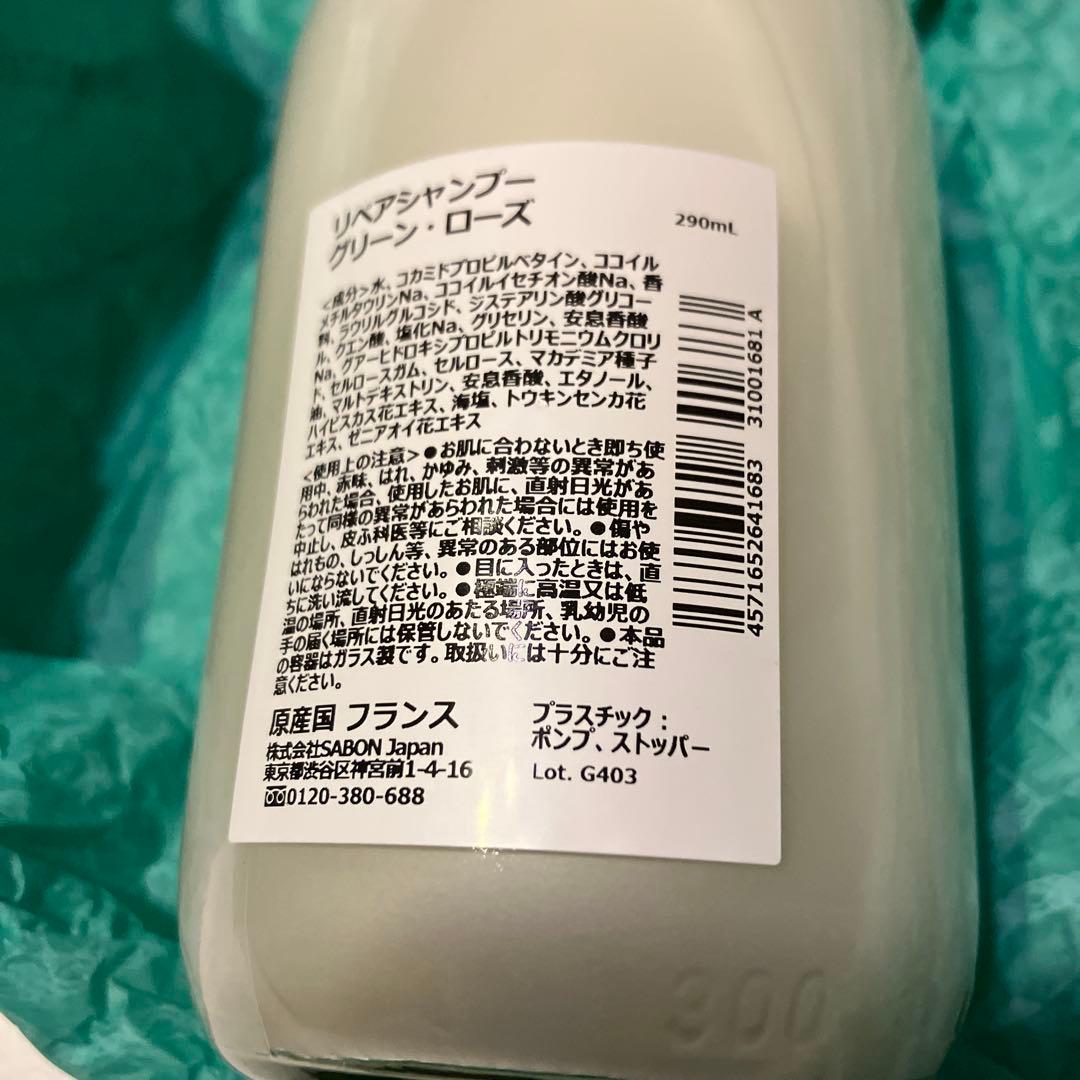 リペアシャンプー
グリーン・ローズ
290mL
<成分>水、コカミドプロピルベタイン、ココイル
メチルタウリンNa、ココイルイセチオン酸Na、香
料、ラウリルグルコシド、ジステアリン酸グリコー
ル、クエン酸、塩化Na、グリセリン、安息香酸
Na、グアーヒドロキシプロピルトリモニウムクロリ
ド、セルロースガム、セルロース、マカデミア種子
油、マルトデキストリン、安息香酸、エタノール、
ハイビスカス花エキス、海塩、トウキンセンカ花
エキス、ゼニアオイ花エキス
<使用上の注意>●お肌に合わないとき即ち使
用中、赤味、はれ、かゆみ、刺激等の異常があ
らわれた場合、使用したお肌に、直射日光があ
たって同様の異常があらわれた場合には使用を
中止し、皮ふ科医等にご相談ください。●傷や
はれもの、しっしん等、異常のある部位にはお使
いにならないでください。●目に入ったときは、直
ちに洗い流してください。●極端に高温又は低
温の場所、直射日光のあたる場所、乳幼児の
手の届く場所には保管しないでください。●本品
の容器はガラス製です。取扱いには十分にご注
意ください。
31001681 A
4571652641683
原産国 フランス
株式会社SABON Japan
東京都渋谷区神宮前1-4-16
0120-380-688
プラスチック：
ポンプ、ストッパー
Lot. G403
300